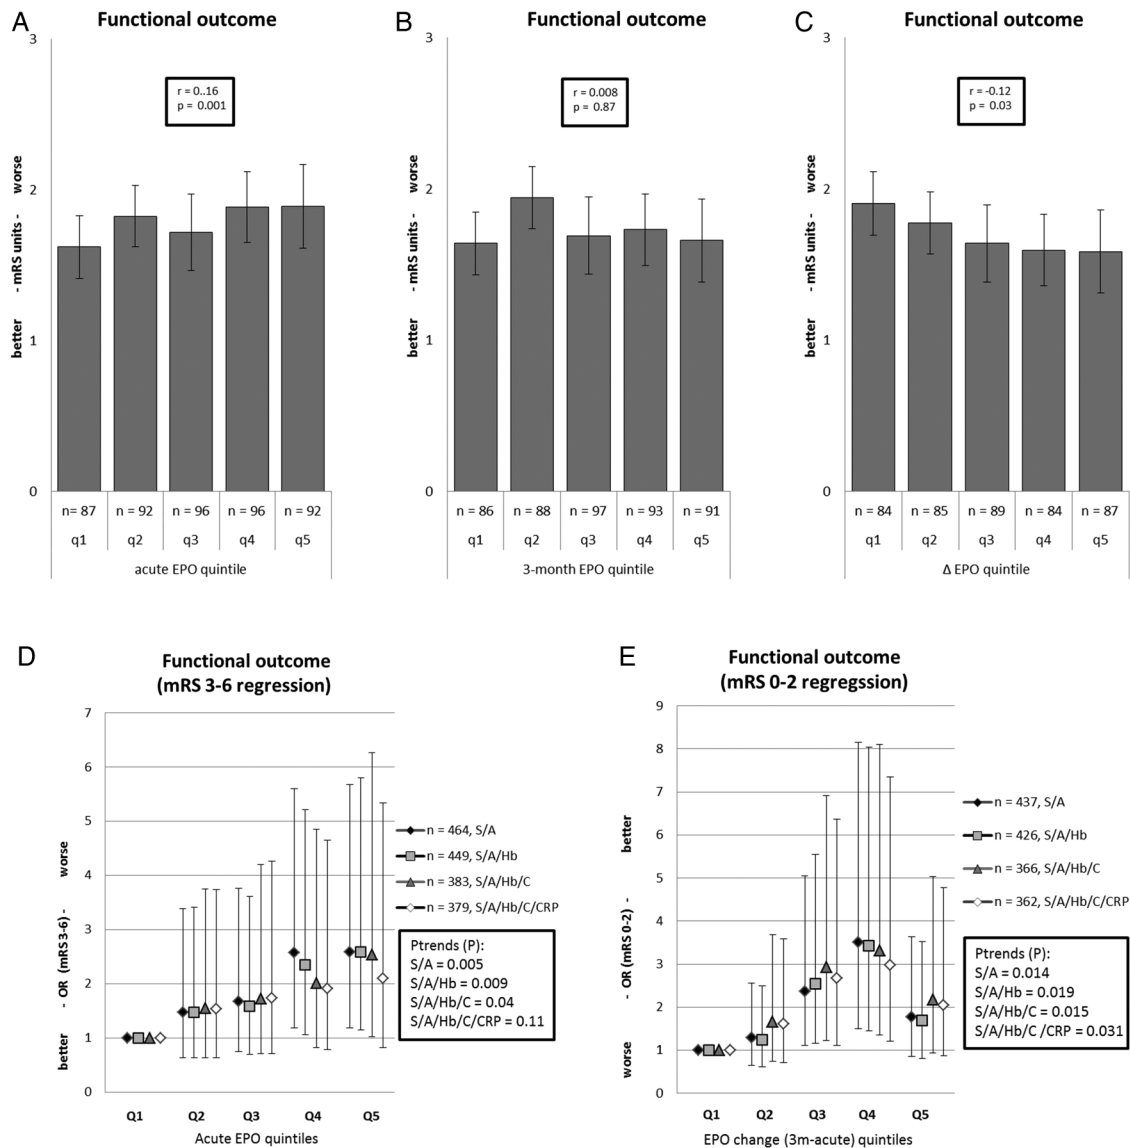 A
Functional outcome
3
2
1
0
r = 0..16
p = 0.001
better - mRS units - worse
n= 87 n = 92 n = 96 n = 96 n = 92
q1 q2 q3 q4 q5
acute EPO quintile
B
Functional outcome
3
2
1
0
r = 0.008
p = 0.87
better - mRS units - worse
n = 86 n = 88 n = 97 n = 93 n = 91
q1 q2 q3 q4 q5
3-month EPO quintile
C
Functional outcome
3
2
1
0
r = -0.12
p = 0.03
better - mRS units - worse
n = 84 n = 85 n = 89 n = 84 n = 87
q1 q2 q3 q4 q5
Δ EPO quintile
D
Functional outcome
(mRS 3-6 regression)
7
6
5
4
3
2
1
0
better - OR (mRS 3-6) - worse
Q1 Q2 Q3 Q4 Q5
Acute EPO quintiles
n = 464, S/A
n = 449, S/A/Hb
n = 383, S/A/Hb/C
n = 379, S/A/Hb/C/CRP
Ptrends (P):
S/A = 0.005
S/A/Hb = 0.009
S/A/Hb/C = 0.04
S/A/Hb/C/CRP = 0.11
E
Functional outcome
(mRS 0-2 regregssion)
9
8
7
6
5
4
3
2
1
0
worse - OR (mRS 0-2) - better
Q1 Q2 Q3 Q4 Q5
EPO change (3m-acute) quintiles
n = 437, S/A
n = 426, S/A/Hb
n = 366, S/A/Hb/C
n = 362, S/A/Hb/C/CRP
Ptrends (P):
S/A = 0.014
S/A/Hb = 0.019
S/A/Hb/C = 0.015
S/A/Hb/C /CRP = 0.031